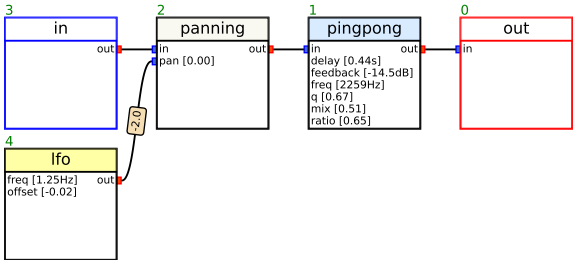 3
in
out
2
panning
in out
pan [0.00]
1
pingpong
in out
delay [0.44s]
feedback [-14.5dB]
freq [2259Hz]
q [0.67]
mix [0.51]
ratio [0.65]
0
out
in
-2.0
4
lfo
freq [1.25Hz] out
offset [-0.02]